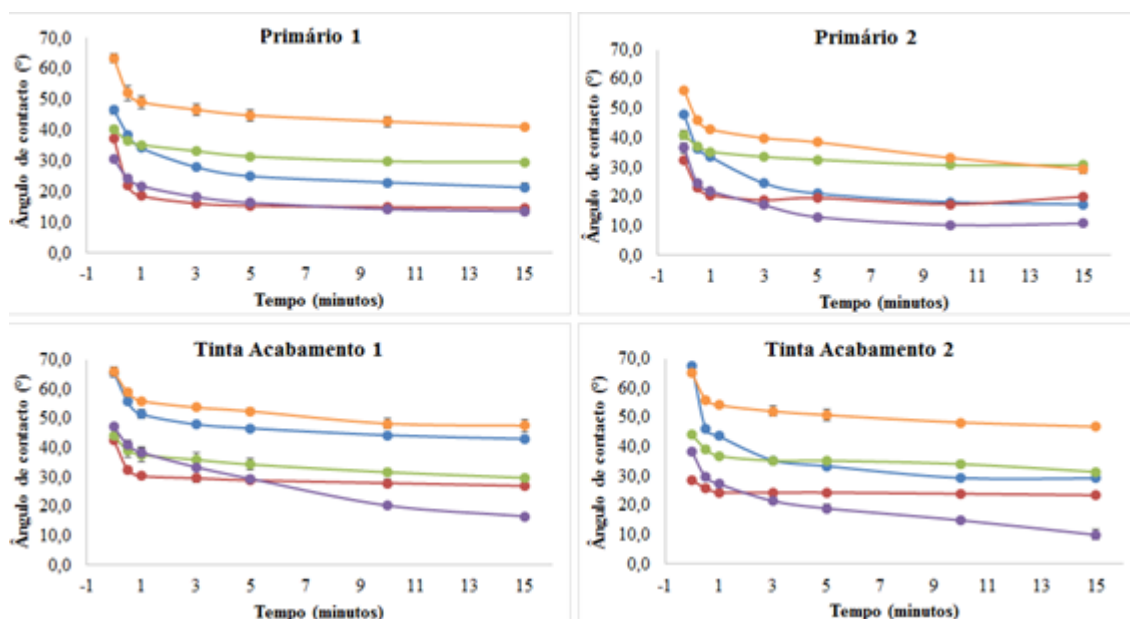 Primário 1
Ângulo de contacto (°)
70,0
60,0
50,0
40,0
30,0
20,0
10,0
0,0
-1 1 3 5 7 9 11 13 15
Tempo (minutos)
Primário 2
Ângulo de contacto (°)
70,0
60,0
50,0
40,0
30,0
20,0
10,0
0,0
-1 1 3 5 7 9 11 13 15
Tempo (minutos)
Tinta Acabamento 1
Ângulo de contacto (°)
70,0
60,0
50,0
40,0
30,0
20,0
10,0
0,0
-1 1 3 5 7 9 11 13 15
Tempo (minutos)
Tinta Acabamento 2
Ângulo de contacto (°)
70,0
60,0
50,0
40,0
30,0
20,0
10,0
0,0
-1 1 3 5 7 9 11 13 15
Tempo (minutos)